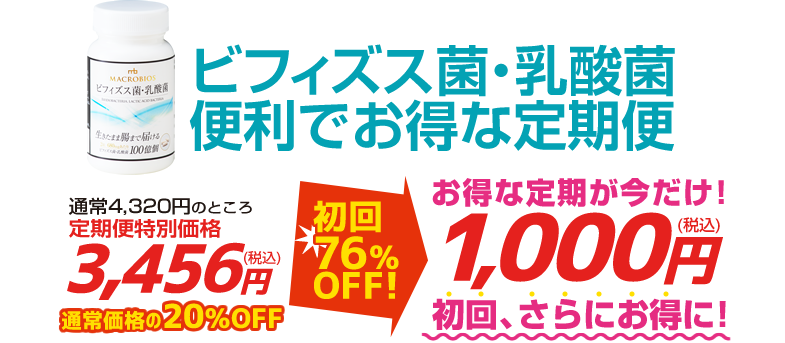 ビフィズス菌・乳酸菌
便利でお得な定期便
mb
MACROBIOS
ビフィズス菌・乳酸菌
生きたまま腸まで届ける
100億個
通常4,320円のところ
定期便特別価格
3,456円(税込)
通常価格の20%OFF
初回
76%
OFF!
お得な定期が今だけ!
1,000円(税込)
初回、さらにお得に!